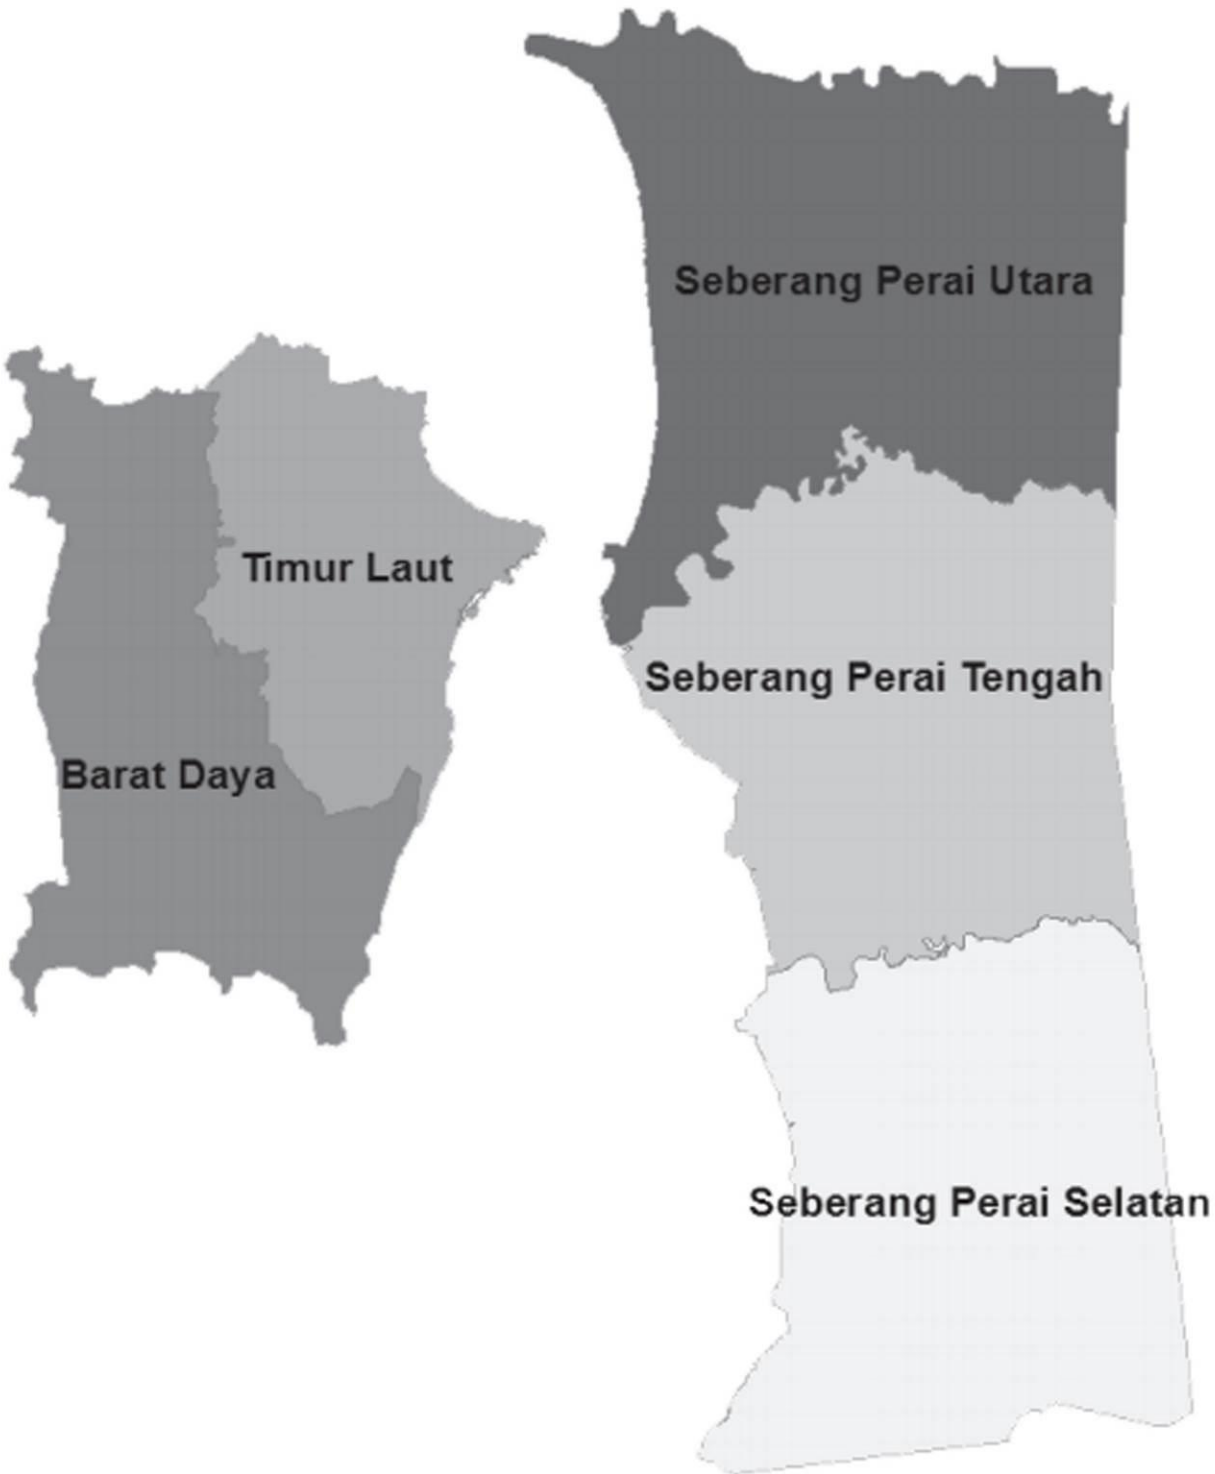 Seberang Perai Utara
Timur Laut
Seberang Perai Tengah
Barat Daya
Seberang Perai Selatan